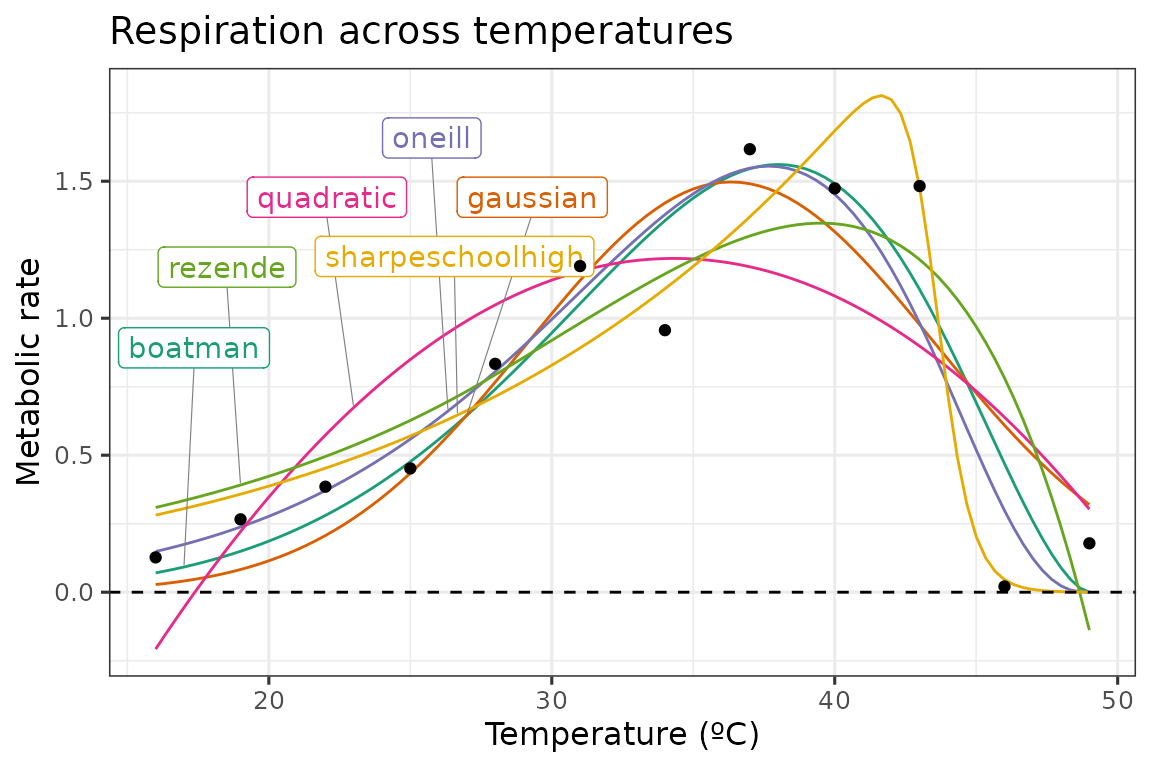 Respiration across temperatures
oneill
quadratic
gaussian
sharpeschoolhigh
rezende
boatman
Metabolic rate
1.5
1.0
0.5
0.0
20
30
40
50
Temperature (ºC)